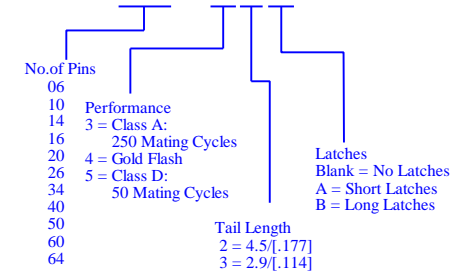 No.of Pins
06
10
14
16
20
26
34
40
50
60
64
Performance
3 = Class A:
250 Mating Cycles
4 = Gold Flash
5 = Class D:
50 Mating Cycles
Tail Length
2 = 4.5/[.177]
3 = 2.9/[.114]
Latches
Blank = No Latches
A = Short Latches
B = Long Latches